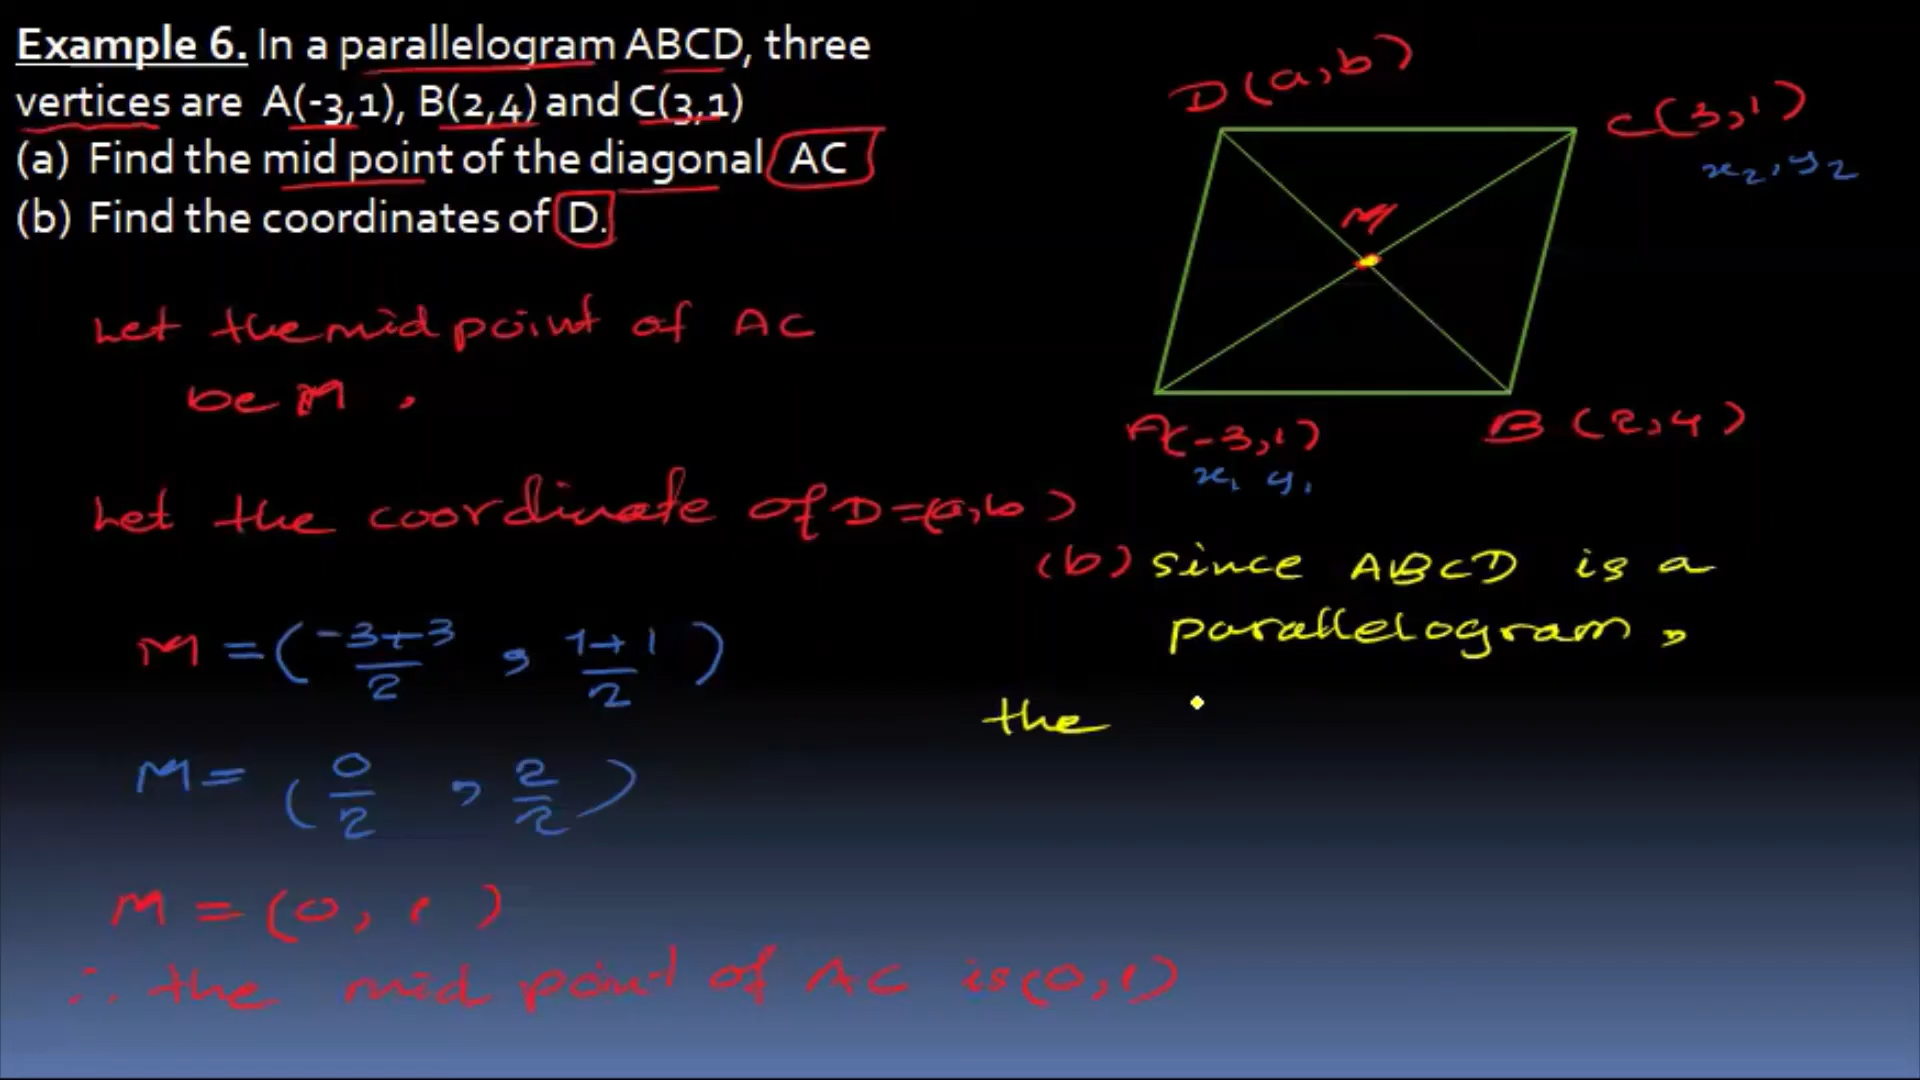 Example 6. In a parallelogram ABCD, three
vertices are A(-3,1), B(2,4) and C(3,1)
(a) Find the mid point of the diagonal AC
(b) Find the coordinates of D.
D(a,b)
C(3,1)
x₂,y₂
M
A(-3,1)
x₁ y₁
B(2,4)
Let the mid point of AC
be M.
Let the coordinate of D=(a,b)
M = (-3+3/2 , 1+1/2)
M = (0/2 , 2/2)
M = (0, 1)
∴ the mid point of AC is (0,1)
(b) since ABCD is a
parallelogram,
the